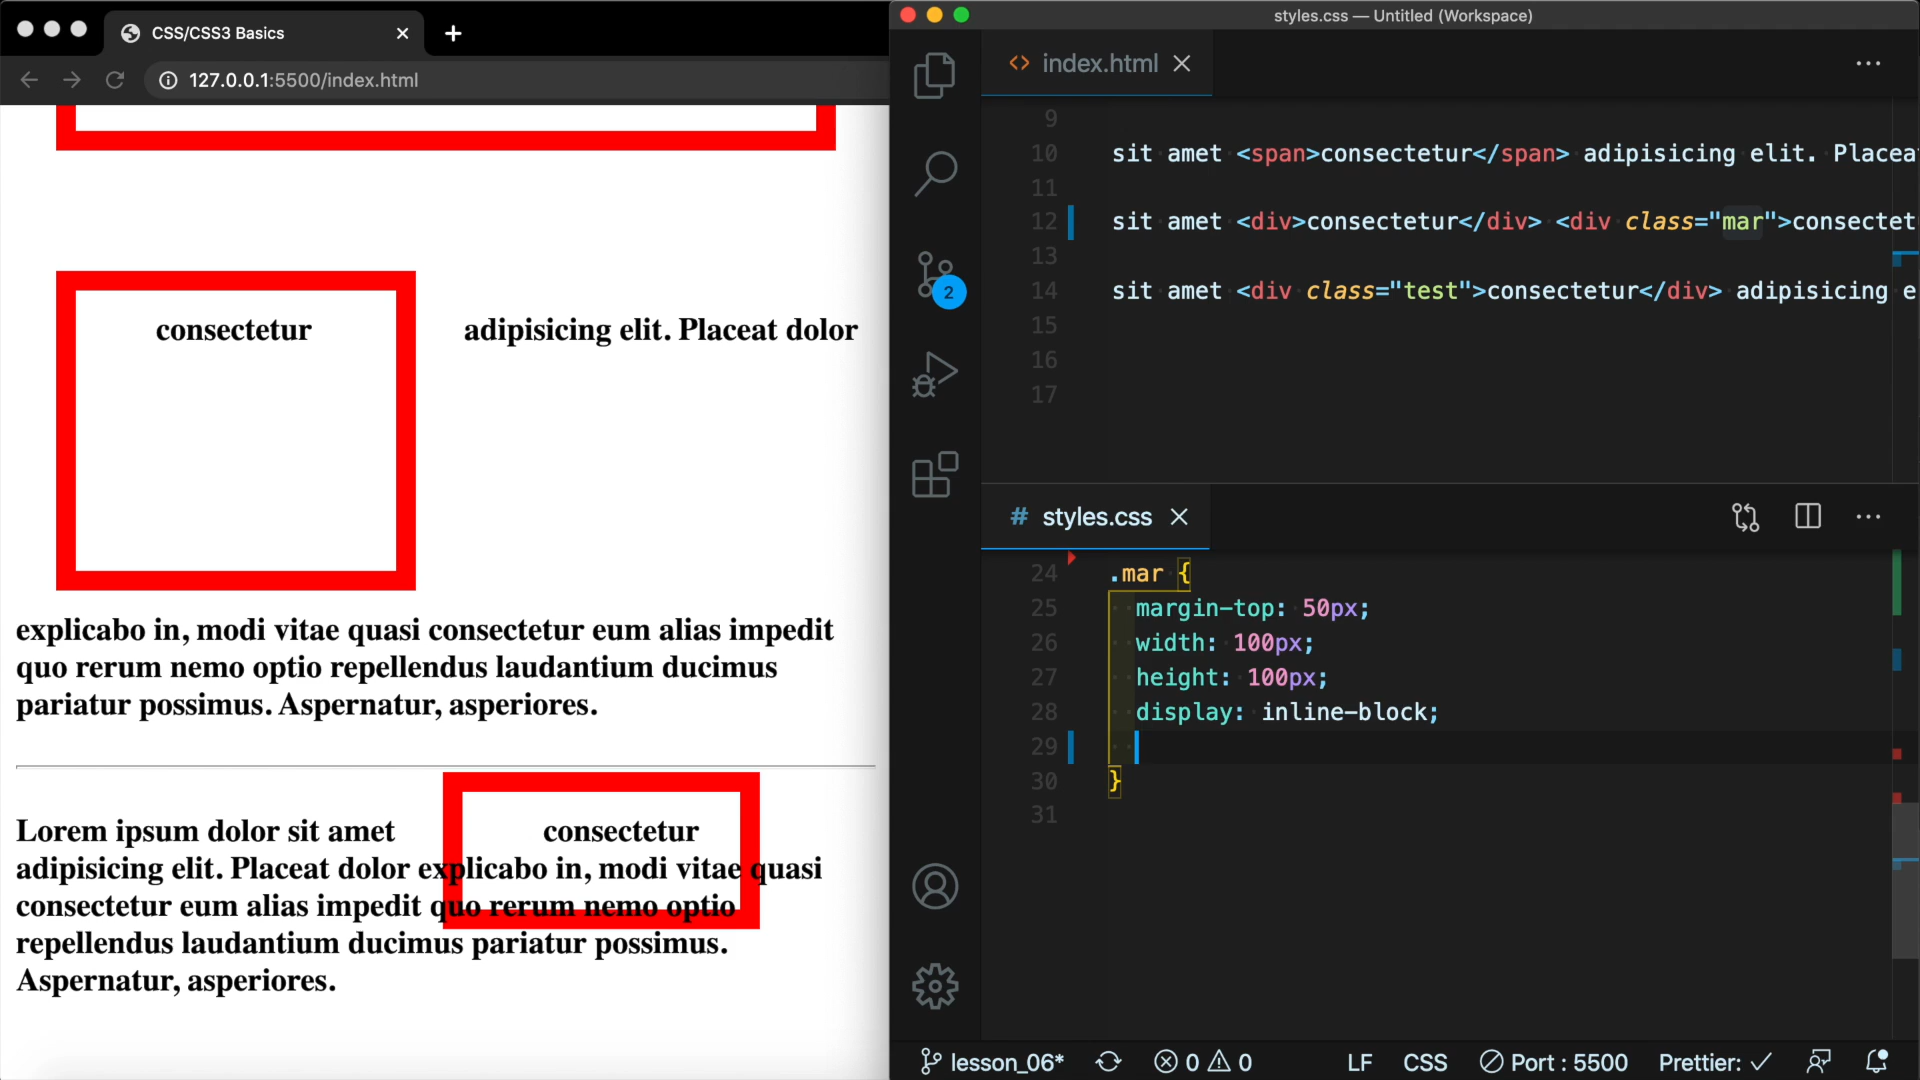 CSS/CSS3 Basics
127.0.0.1:5500/index.html
consectetur
adipisicing elit. Placeat dolor
explicabo in, modi vitae quasi consectetur eum alias impedit
quo rerum nemo optio repellendus laudantium ducimus
pariatur possimus. Aspernatur, asperiores.
Lorem ipsum dolor sit amet consectetur
adipisicing elit. Placeat dolor explicabo in, modi vitae quasi
consectetur eum alias impedit quo rerum nemo optio
repellendus laudantium ducimus pariatur possimus.
Aspernatur, asperiores.
styles.css — Untitled (Workspace)
index.html
9
10 sit amet <span>consectetur</span> adipisicing elit. Placea
11
12 sit amet <div>consectetur</div> <div class="mar">consectet
13
14 sit amet <div class="test">consectetur</div> adipisicing e
15
16
17
2
# styles.css
24 .mar {
25 margin-top: 50px;
26 width: 100px;
27 height: 100px;
28 display: inline-block;
29
30 }
31
lesson_06* 0 0 LF CSS Port : 5500 Prettier: ✓